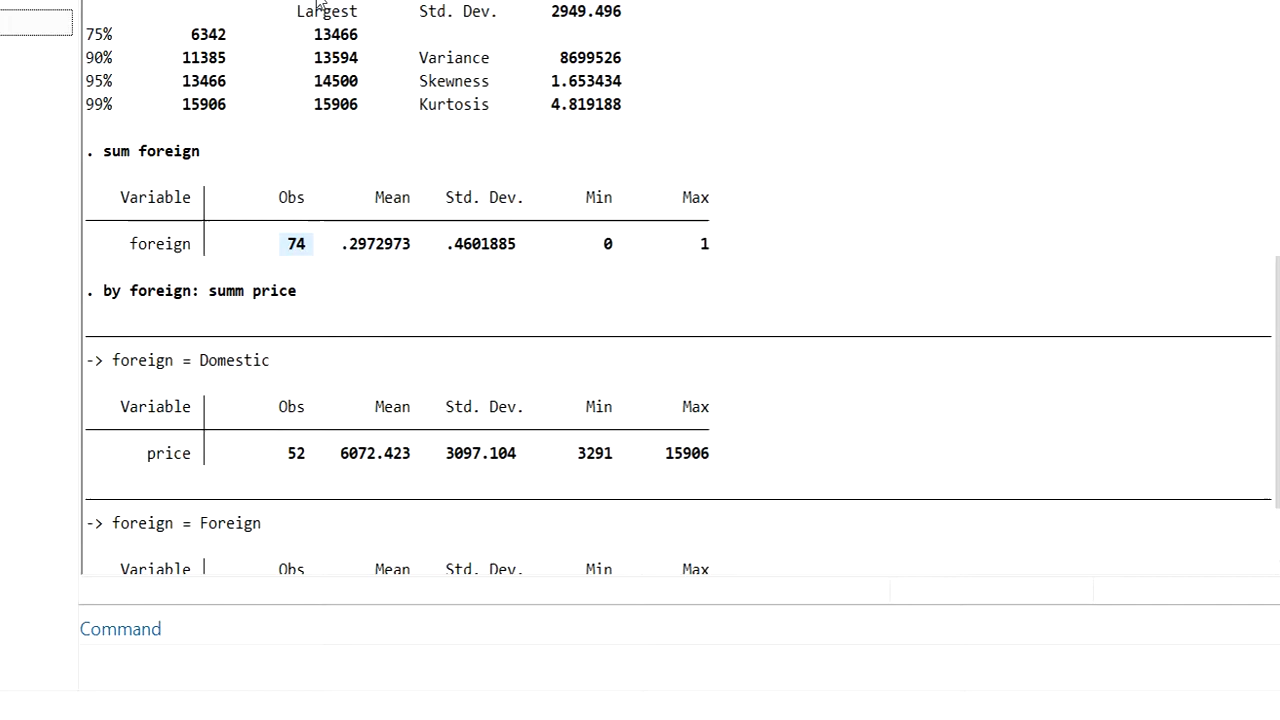 Largest Std. Dev. 2949.496
75% 6342 13466
90% 11385 13594 Variance 8699526
95% 13466 14500 Skewness 1.653434
99% 15906 15906 Kurtosis 4.819188
. sum foreign
Variable Obs Mean Std. Dev. Min Max
foreign 74 .2972973 .4601885 0 1
. by foreign: summ price
-> foreign = Domestic
Variable Obs Mean Std. Dev. Min Max
price 52 6072.423 3097.104 3291 15906
-> foreign = Foreign
Variable Obs Mean Std. Dev. Min Max
Command